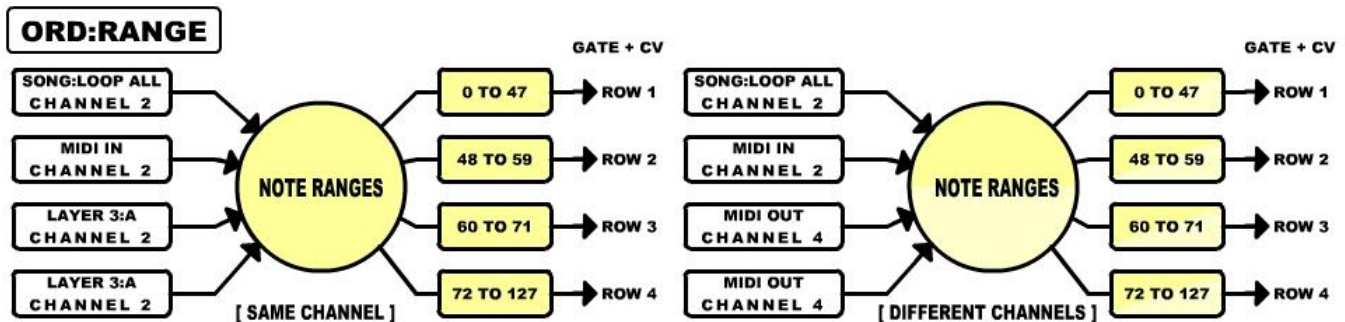 ORD:RANGE
GATE + CV
SONG:LOOP ALL
CHANNEL 2
MIDI IN
CHANNEL 2
LAYER 3:A
CHANNEL 2
LAYER 3:A
CHANNEL 2
NOTE RANGES
0 TO 47
ROW 1
48 TO 59
ROW 2
60 TO 71
ROW 3
72 TO 127
ROW 4
[ SAME CHANNEL ]
GATE + CV
SONG:LOOP ALL
CHANNEL 2
MIDI IN
CHANNEL 2
MIDI OUT
CHANNEL 4
MIDI OUT
CHANNEL 4
NOTE RANGES
0 TO 47
ROW 1
48 TO 59
ROW 2
60 TO 71
ROW 3
72 TO 127
ROW 4
[ DIFFERENT CHANNELS ]